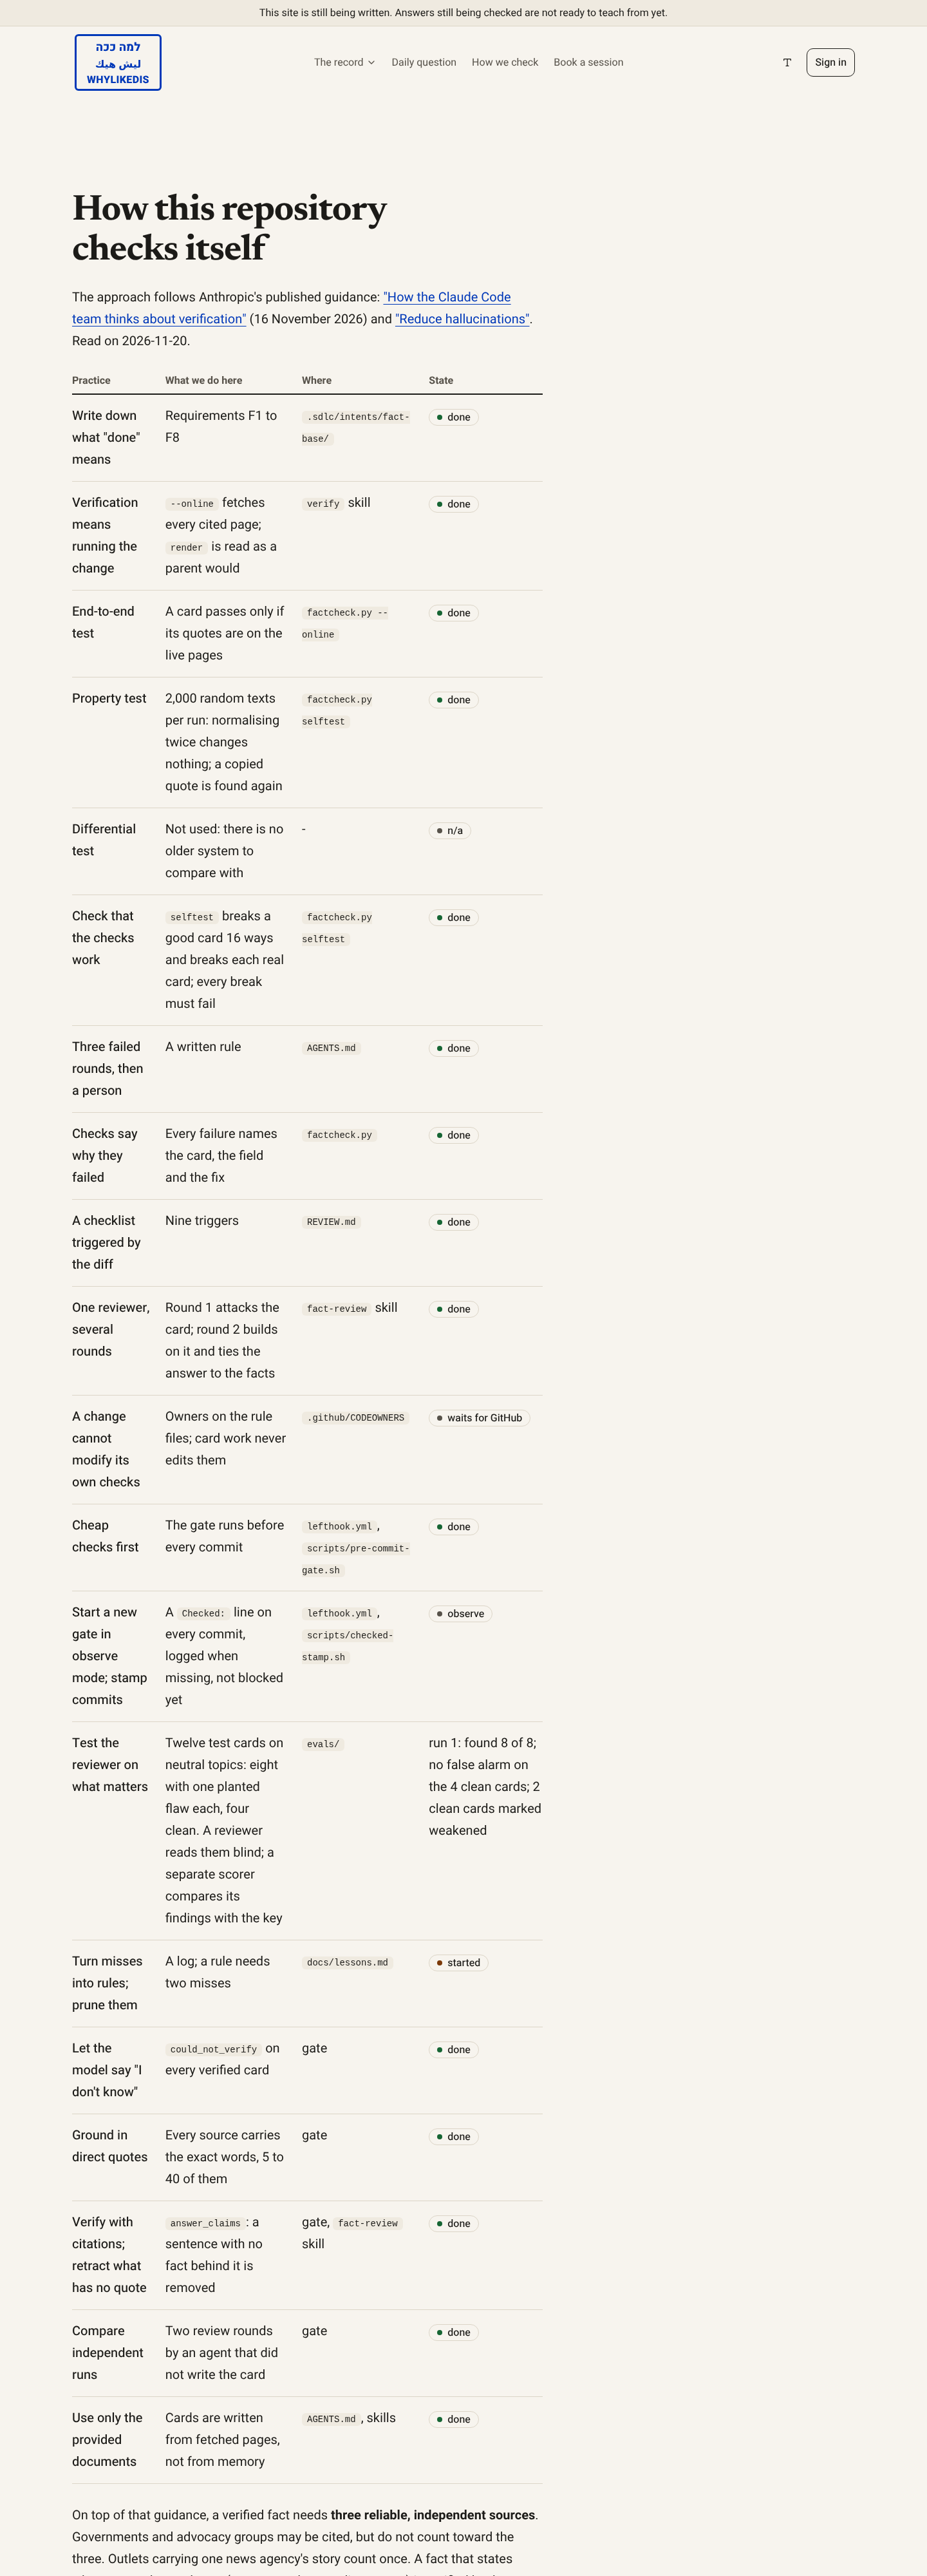 This site is still being written. Answers still being checked are not ready to teach from yet.
למה ככה
ليش هيك
WHYLIKEDIS
The record
Daily question
How we check
Book a session
T
Sign in
How this repository
checks itself
The approach follows Anthropic's published guidance: "How the Claude Code
team thinks about verification" (16 November 2026) and "Reduce hallucinations".
Read on 2026-11-20.
Practice
What we do here
Where
State
Write down
what "done"
means
Requirements F1 to
F8
.sdlc/intents/fact-
base/
done
Verification
means
running the
change
--online fetches
every cited page;
render is read as a
parent would
verify skill
done
End-to-end
test
A card passes only if
its quotes are on the
live pages
factcheck.py --
online
done
Property test
2,000 random texts
per run: normalising
twice changes
nothing; a copied
quote is found again
factcheck.py
selftest
done
Differential
test
Not used: there is no
older system to
compare with
-
n/a
Check that
the checks
work
selftest breaks a
good card 16 ways
and breaks each real
card; every break
must fail
factcheck.py
selftest
done
Three failed
rounds, then
a person
A written rule
AGENTS.md
done
Checks say
why they
failed
Every failure names
the card, the field
and the fix
factcheck.py
done
A checklist
triggered by
the diff
Nine triggers
REVIEW.md
done
One reviewer,
several
rounds
Round 1 attacks the
card; round 2 builds
on it and ties the
answer to the facts
fact-review skill
done
A change
cannot
modify its
own checks
Owners on the rule
files; card work never
edits them
.github/CODEOWNERS
waits for GitHub
Cheap
checks first
The gate runs before
every commit
lefthook.yml ,
scripts/pre-commit-
gate.sh
done
Start a new
gate in
observe
mode; stamp
commits
A Checked: line on
every commit,
logged when
missing, not blocked
yet
lefthook.yml ,
scripts/checked-
stamp.sh
observe
Test the
reviewer on
what matters
Twelve test cards on
neutral topics: eight
with one planted
flaw each, four
clean. A reviewer
reads them blind; a
separate scorer
compares its
findings with the key
evals/
run 1: found 8 of 8;
no false alarm on
the 4 clean cards; 2
clean cards marked
weakened
Turn misses
into rules;
prune them
A log; a rule needs
two misses
docs/lessons.md
started
Let the
model say "I
don't know"
could_not_verify on
every verified card
gate
done
Ground in
direct quotes
Every source carries
the exact words, 5 to
40 of them
gate
done
Verify with
citations;
retract what
has no quote
answer_claims : a
sentence with no
fact behind it is
removed
gate, fact-review
skill
done
Compare
independent
runs
Two review rounds
by an agent that did
not write the card
gate
done
Use only the
provided
documents
Cards are written
from fetched pages,
not from memory
AGENTS.md , skills
done
On top of that guidance, a verified fact needs three reliable, independent sources.
Governments and advocacy groups may be cited, but do not count toward the
three. Outlets carrying one news agency's story count once. A fact that states